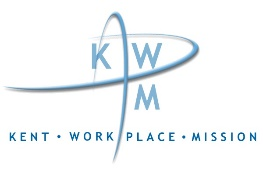 K W
M
KENT • WORK PLACE • MISSION